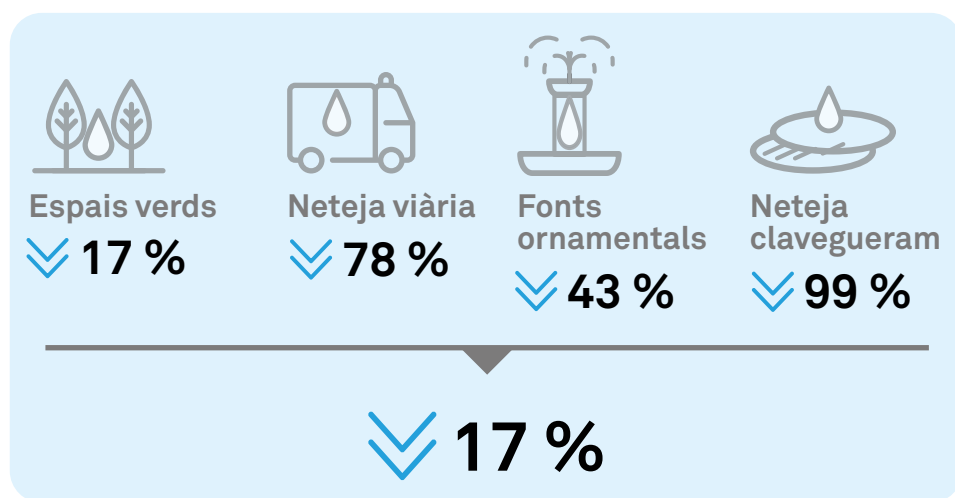 Espais verds
17 %
Neteja viària
78 %
Fonts
ornamentals
43 %
Neteja
clavegueram
99 %
17 %